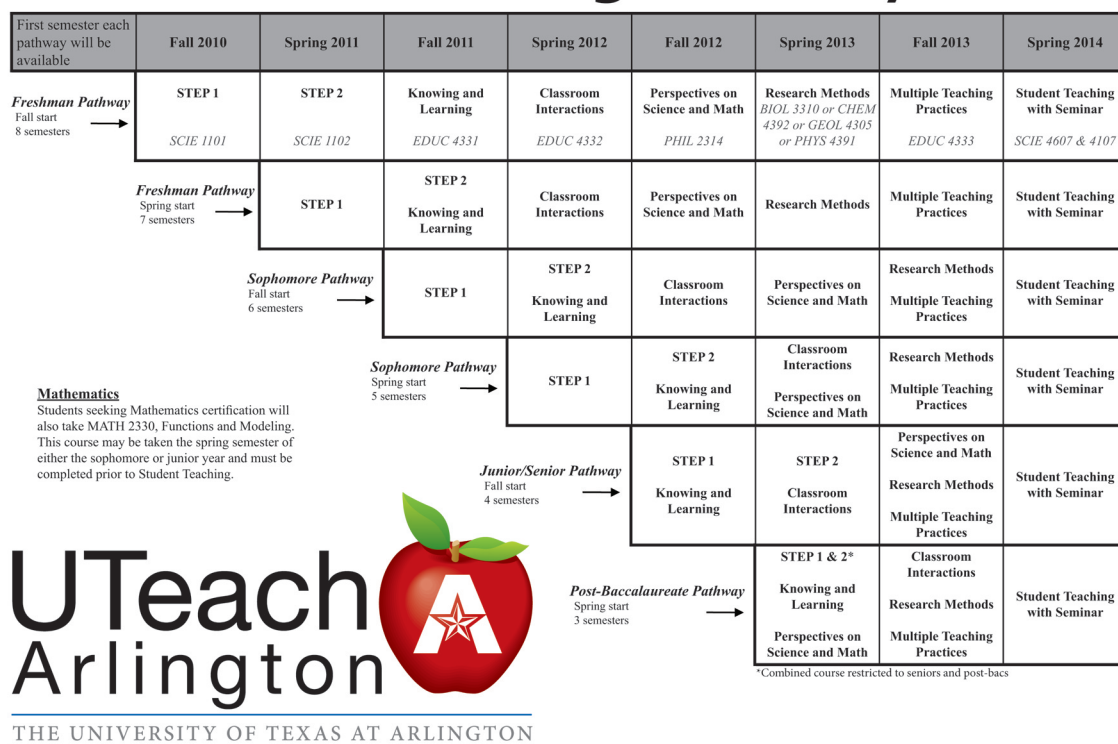 First semester each
pathway will be
available
Fall 2010
Spring 2011
Fall 2011
Spring 2012
Fall 2012
Spring 2013
Fall 2013
Spring 2014
Freshman Pathway
Fall start
8 semesters
STEP 1
SCIE 1101
STEP 2
SCIE 1102
Knowing and
Learning
EDUC 4331
Classroom
Interactions
EDUC 4332
Perspectives on
Science and Math
PHIL 2314
Research Methods
BIOL 3310 or CHEM
4392 or GEOL 4305
or PHYS 4391
Multiple Teaching
Practices
EDUC 4333
Student Teaching
with Seminar
SCIE 4607 & 4107
Freshman Pathway
Spring start
7 semesters
STEP 1
STEP 2
Knowing and
Learning
Classroom
Interactions
Perspectives on
Science and Math
Research Methods
Multiple Teaching
Practices
Student Teaching
with Seminar
Sophomore Pathway
Fall start
6 semesters
STEP 1
STEP 2
Knowing and
Learning
Classroom
Interactions
Perspectives on
Science and Math
Research Methods
Multiple Teaching
Practices
Student Teaching
with Seminar
Sophomore Pathway
Spring start
5 semesters
STEP 1
STEP 2
Knowing and
Learning
Classroom
Interactions
Perspectives on
Science and Math
Research Methods
Multiple Teaching
Practices
Student Teaching
with Seminar
Mathematics
Students seeking Mathematics certification will
also take MATH 2330, Functions and Modeling.
This course may be taken the spring semester of
either the sophomore or junior year and must be
completed prior to Student Teaching.
Junior/Senior Pathway
Fall start
4 semesters
STEP 1
Knowing and
Learning
STEP 2
Classroom
Interactions
Perspectives on
Science and Math
Research Methods
Multiple Teaching
Practices
Student Teaching
with Seminar
Post-Baccalaureate Pathway
Spring start
3 semesters
STEP 1 & 2*
Knowing and
Learning
Perspectives on
Science and Math
Classroom
Interactions
Research Methods
Multiple Teaching
Practices
Student Teaching
with Seminar
*Combined course restricted to seniors and post-bacs
UTeach
Arlington
A
THE UNIVERSITY OF TEXAS AT ARLINGTON